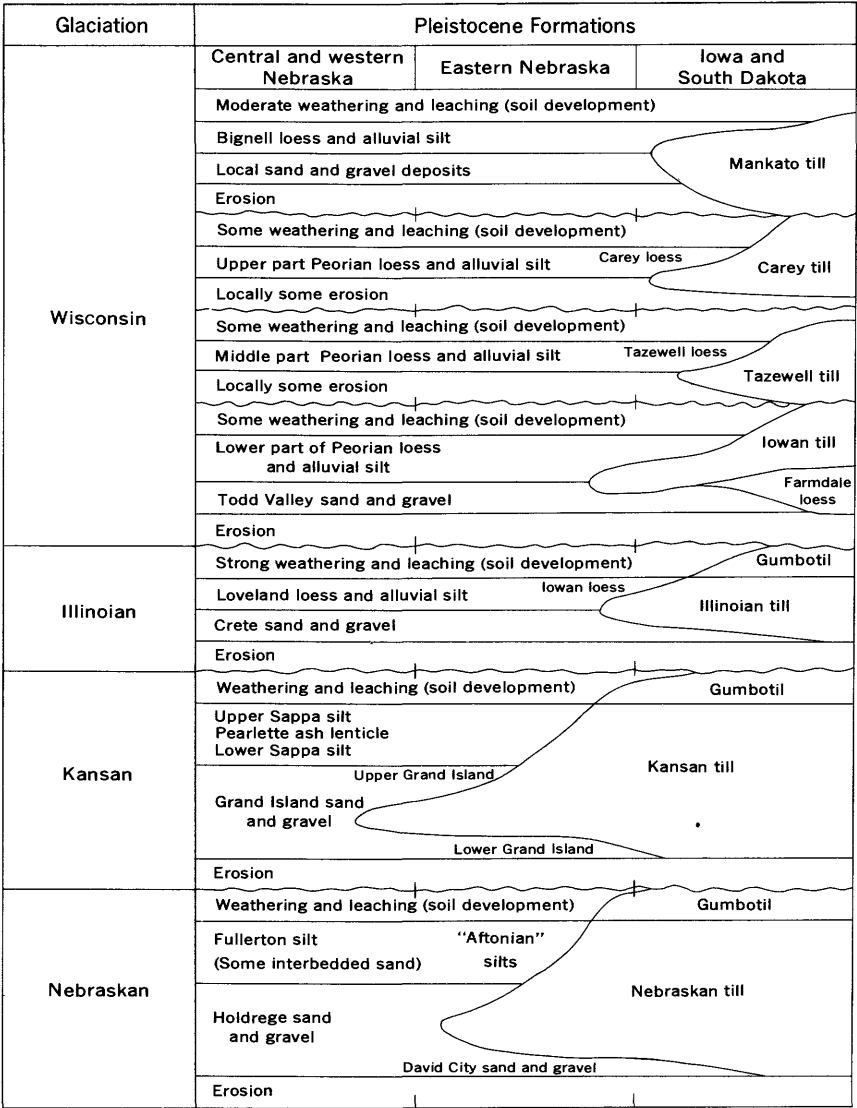 Glaciation
Pleistocene Formations
Central and western
Nebraska
Eastern Nebraska
Iowa and
South Dakota
Wisconsin
Moderate weathering and leaching (soil development)
Bignell loess and alluvial silt
Mankato till
Local sand and gravel deposits
Erosion
Some weathering and leaching (soil development)
Upper part Peorian loess and alluvial silt
Carey loess
Carey till
Locally some erosion
Some weathering and leaching (soil development)
Middle part Peorian loess and alluvial silt
Tazewell loess
Tazewell till
Locally some erosion
Some weathering and leaching (soil development)
Lower part of Peorian loess
and alluvial silt
Iowan till
Farmdale
loess
Todd Valley sand and gravel
Erosion
Illinoian
Strong weathering and leaching (soil development)
Gumbotil
Loveland loess and alluvial silt
Iowan loess
Illinoian till
Crete sand and gravel
Erosion
Kansan
Weathering and leaching (soil development)
Gumbotil
Upper Sappa silt
Pearlette ash lenticle
Lower Sappa silt
Upper Grand Island
Kansan till
Grand Island sand
and gravel
Lower Grand Island
Erosion
Nebraskan
Weathering and leaching (soil development)
Gumbotil
Fullerton silt
(Some interbedded sand)
"Aftonian"
silts
Nebraskan till
Holdrege sand
and gravel
David City sand and gravel
Erosion